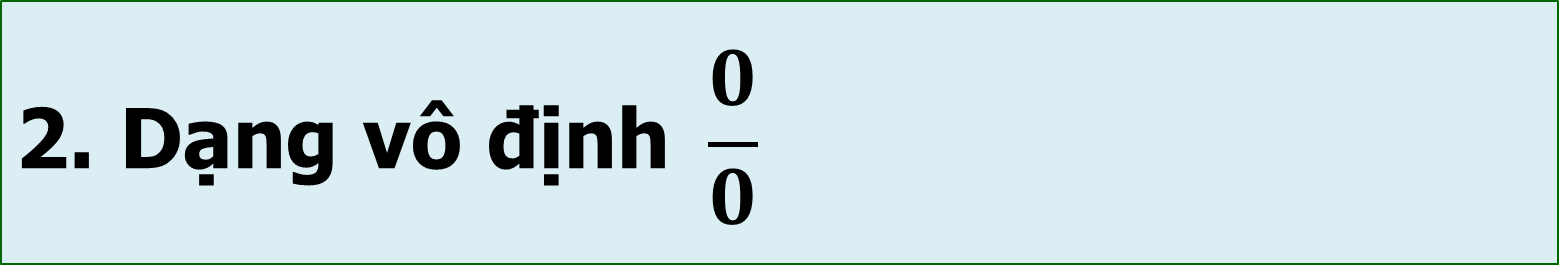 2. Dạng vô định 0/0